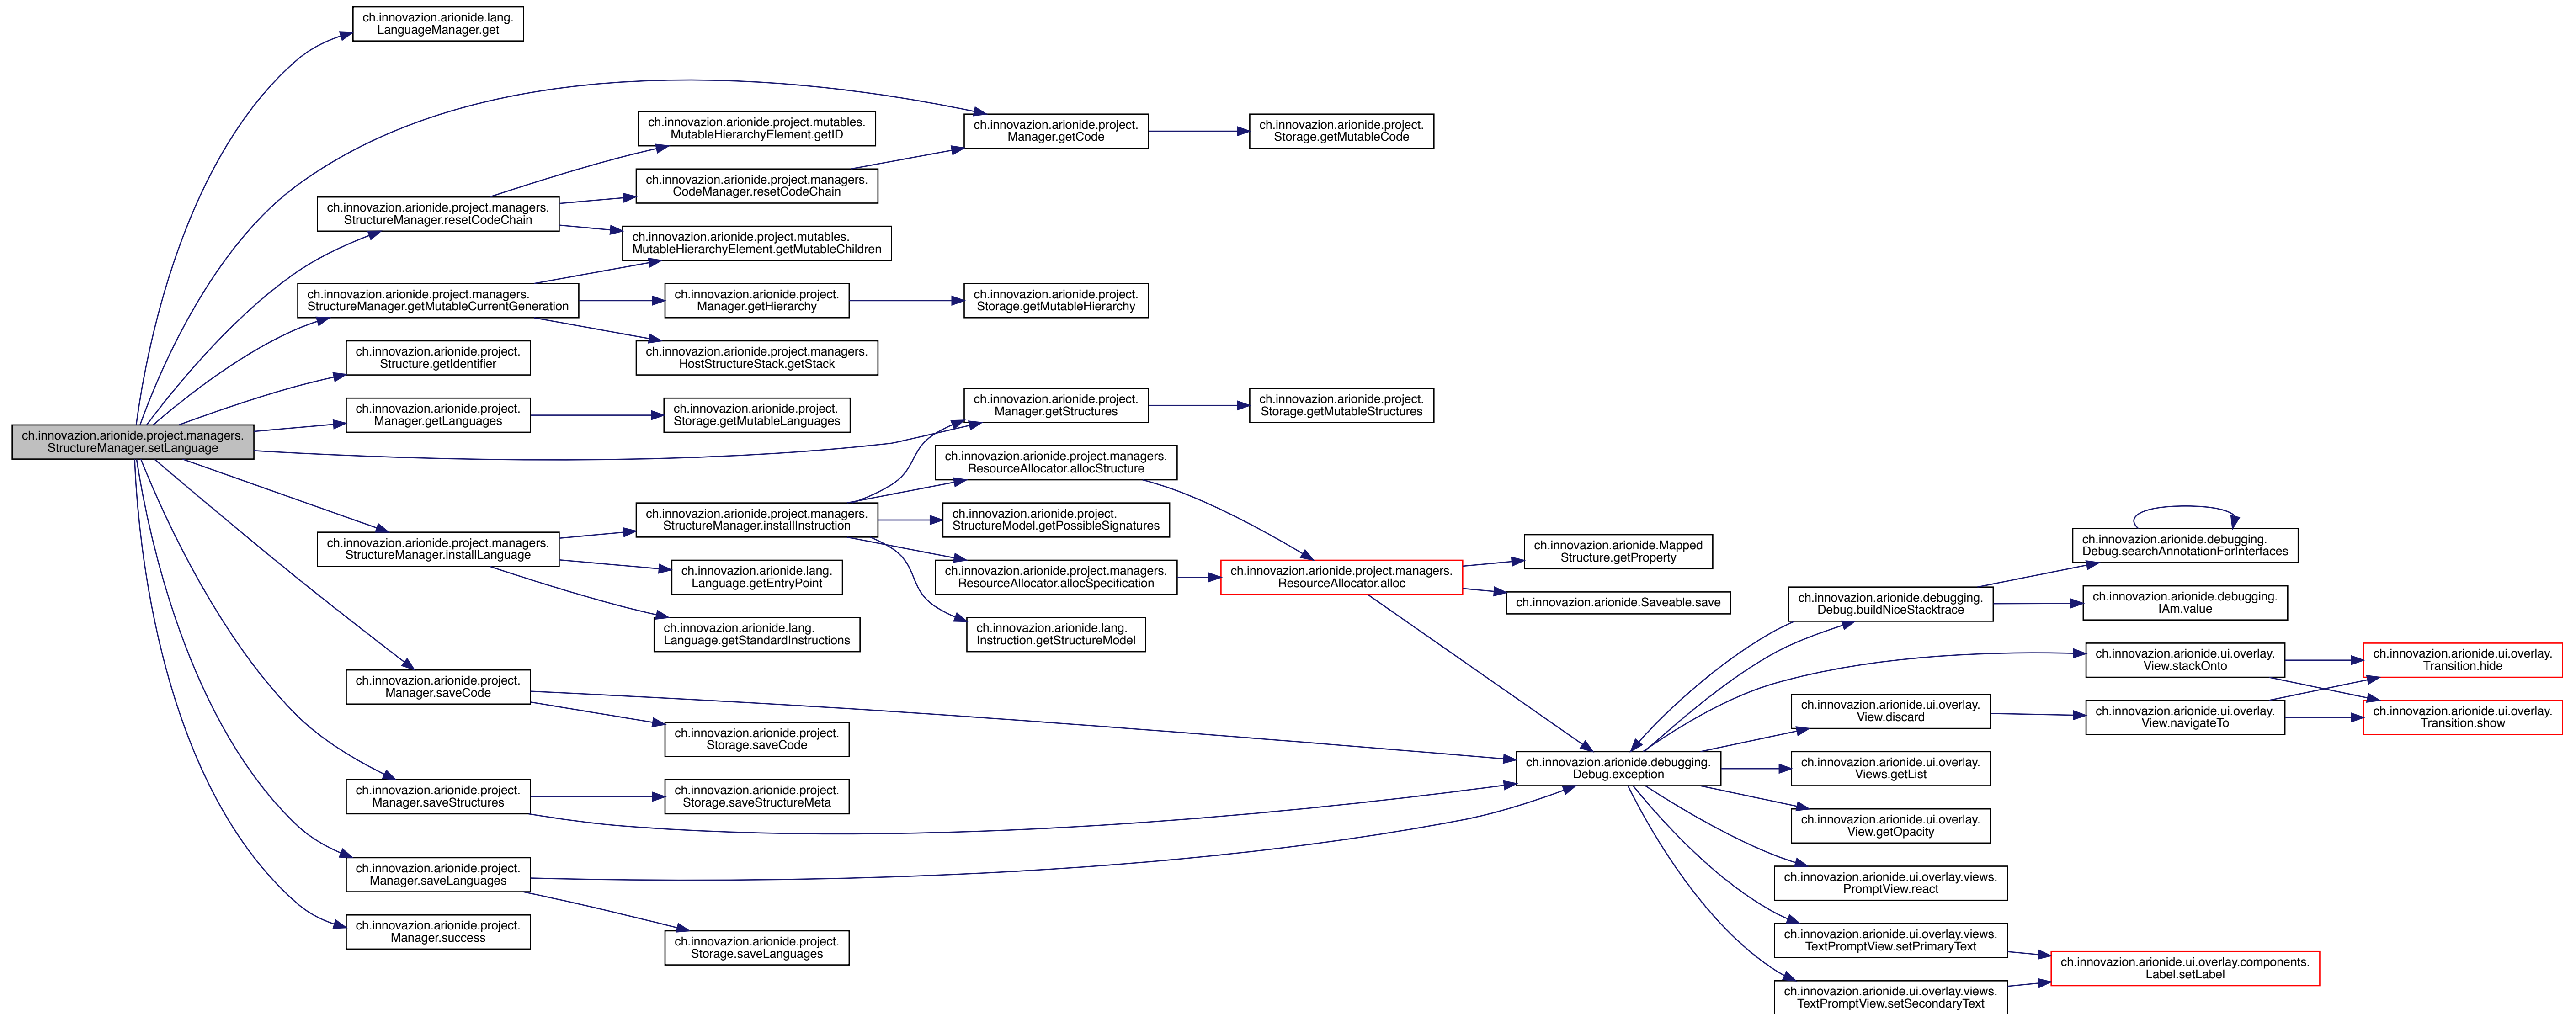 ch.innovazion.arionide.project.managers.
StructureManager.setLanguage
ch.innovazion.arionide.lang.
LanguageManager.get
ch.innovazion.arionide.project.managers.
StructureManager.resetCodeChain
ch.innovazion.arionide.project.managers.
StructureManager.getMutableCurrentGeneration
ch.innovazion.arionide.project.
Structure.getIdentifier
ch.innovazion.arionide.project.
Manager.getLanguages
ch.innovazion.arionide.project.managers.
StructureManager.installLanguage
ch.innovazion.arionide.project.
Manager.saveCode
ch.innovazion.arionide.project.
Manager.saveStructures
ch.innovazion.arionide.project.
Manager.saveLanguages
ch.innovazion.arionide.project.
Manager.success
ch.innovazion.arionide.project.mutables.
MutableHierarchyElement.getID
ch.innovazion.arionide.project.managers.
CodeManager.resetCodeChain
ch.innovazion.arionide.project.mutables.
MutableHierarchyElement.getMutableChildren
ch.innovazion.arionide.project.
Manager.getHierarchy
ch.innovazion.arionide.project.managers.
HostStructureStack.getStack
ch.innovazion.arionide.project.
Storage.getMutableLanguages
ch.innovazion.arionide.project.managers.
StructureManager.installInstruction
ch.innovazion.arionide.lang.
Language.getEntryPoint
ch.innovazion.arionide.lang.
Language.getStandardInstructions
ch.innovazion.arionide.project.
Storage.saveCode
ch.innovazion.arionide.project.
Storage.saveStructureMeta
ch.innovazion.arionide.project.
Storage.saveLanguages
ch.innovazion.arionide.project.
Manager.getCode
ch.innovazion.arionide.project.
Storage.getMutableHierarchy
ch.innovazion.arionide.project.
Manager.getStructures
ch.innovazion.arionide.project.managers.
ResourceAllocator.allocStructure
ch.innovazion.arionide.project.
StructureModel.getPossibleSignatures
ch.innovazion.arionide.project.managers.
ResourceAllocator.allocSpecification
ch.innovazion.arionide.lang.
Instruction.getStructureModel
ch.innovazion.arionide.project.
Storage.getMutableCode
ch.innovazion.arionide.project.
Storage.getMutableStructures
ch.innovazion.arionide.project.managers.
ResourceAllocator.alloc
ch.innovazion.arionide.Mapped
Structure.getProperty
ch.innovazion.arionide.Saveable.save
ch.innovazion.arionide.debugging.
Debug.exception
ch.innovazion.arionide.debugging.
Debug.buildNiceStacktrace
ch.innovazion.arionide.ui.overlay.
View.discard
ch.innovazion.arionide.ui.overlay.
Views.getList
ch.innovazion.arionide.ui.overlay.
View.getOpacity
ch.innovazion.arionide.ui.overlay.views.
PromptView.react
ch.innovazion.arionide.ui.overlay.views.
TextPromptView.setPrimaryText
ch.innovazion.arionide.ui.overlay.views.
TextPromptView.setSecondaryText
ch.innovazion.arionide.debugging.
Debug.searchAnnotationForInterfaces
ch.innovazion.arionide.debugging.
IAm.value
ch.innovazion.arionide.ui.overlay.
View.stackOnto
ch.innovazion.arionide.ui.overlay.
View.navigateTo
ch.innovazion.arionide.ui.overlay.components.
Label.setLabel
ch.innovazion.arionide.ui.overlay.
Transition.hide
ch.innovazion.arionide.ui.overlay.
Transition.show